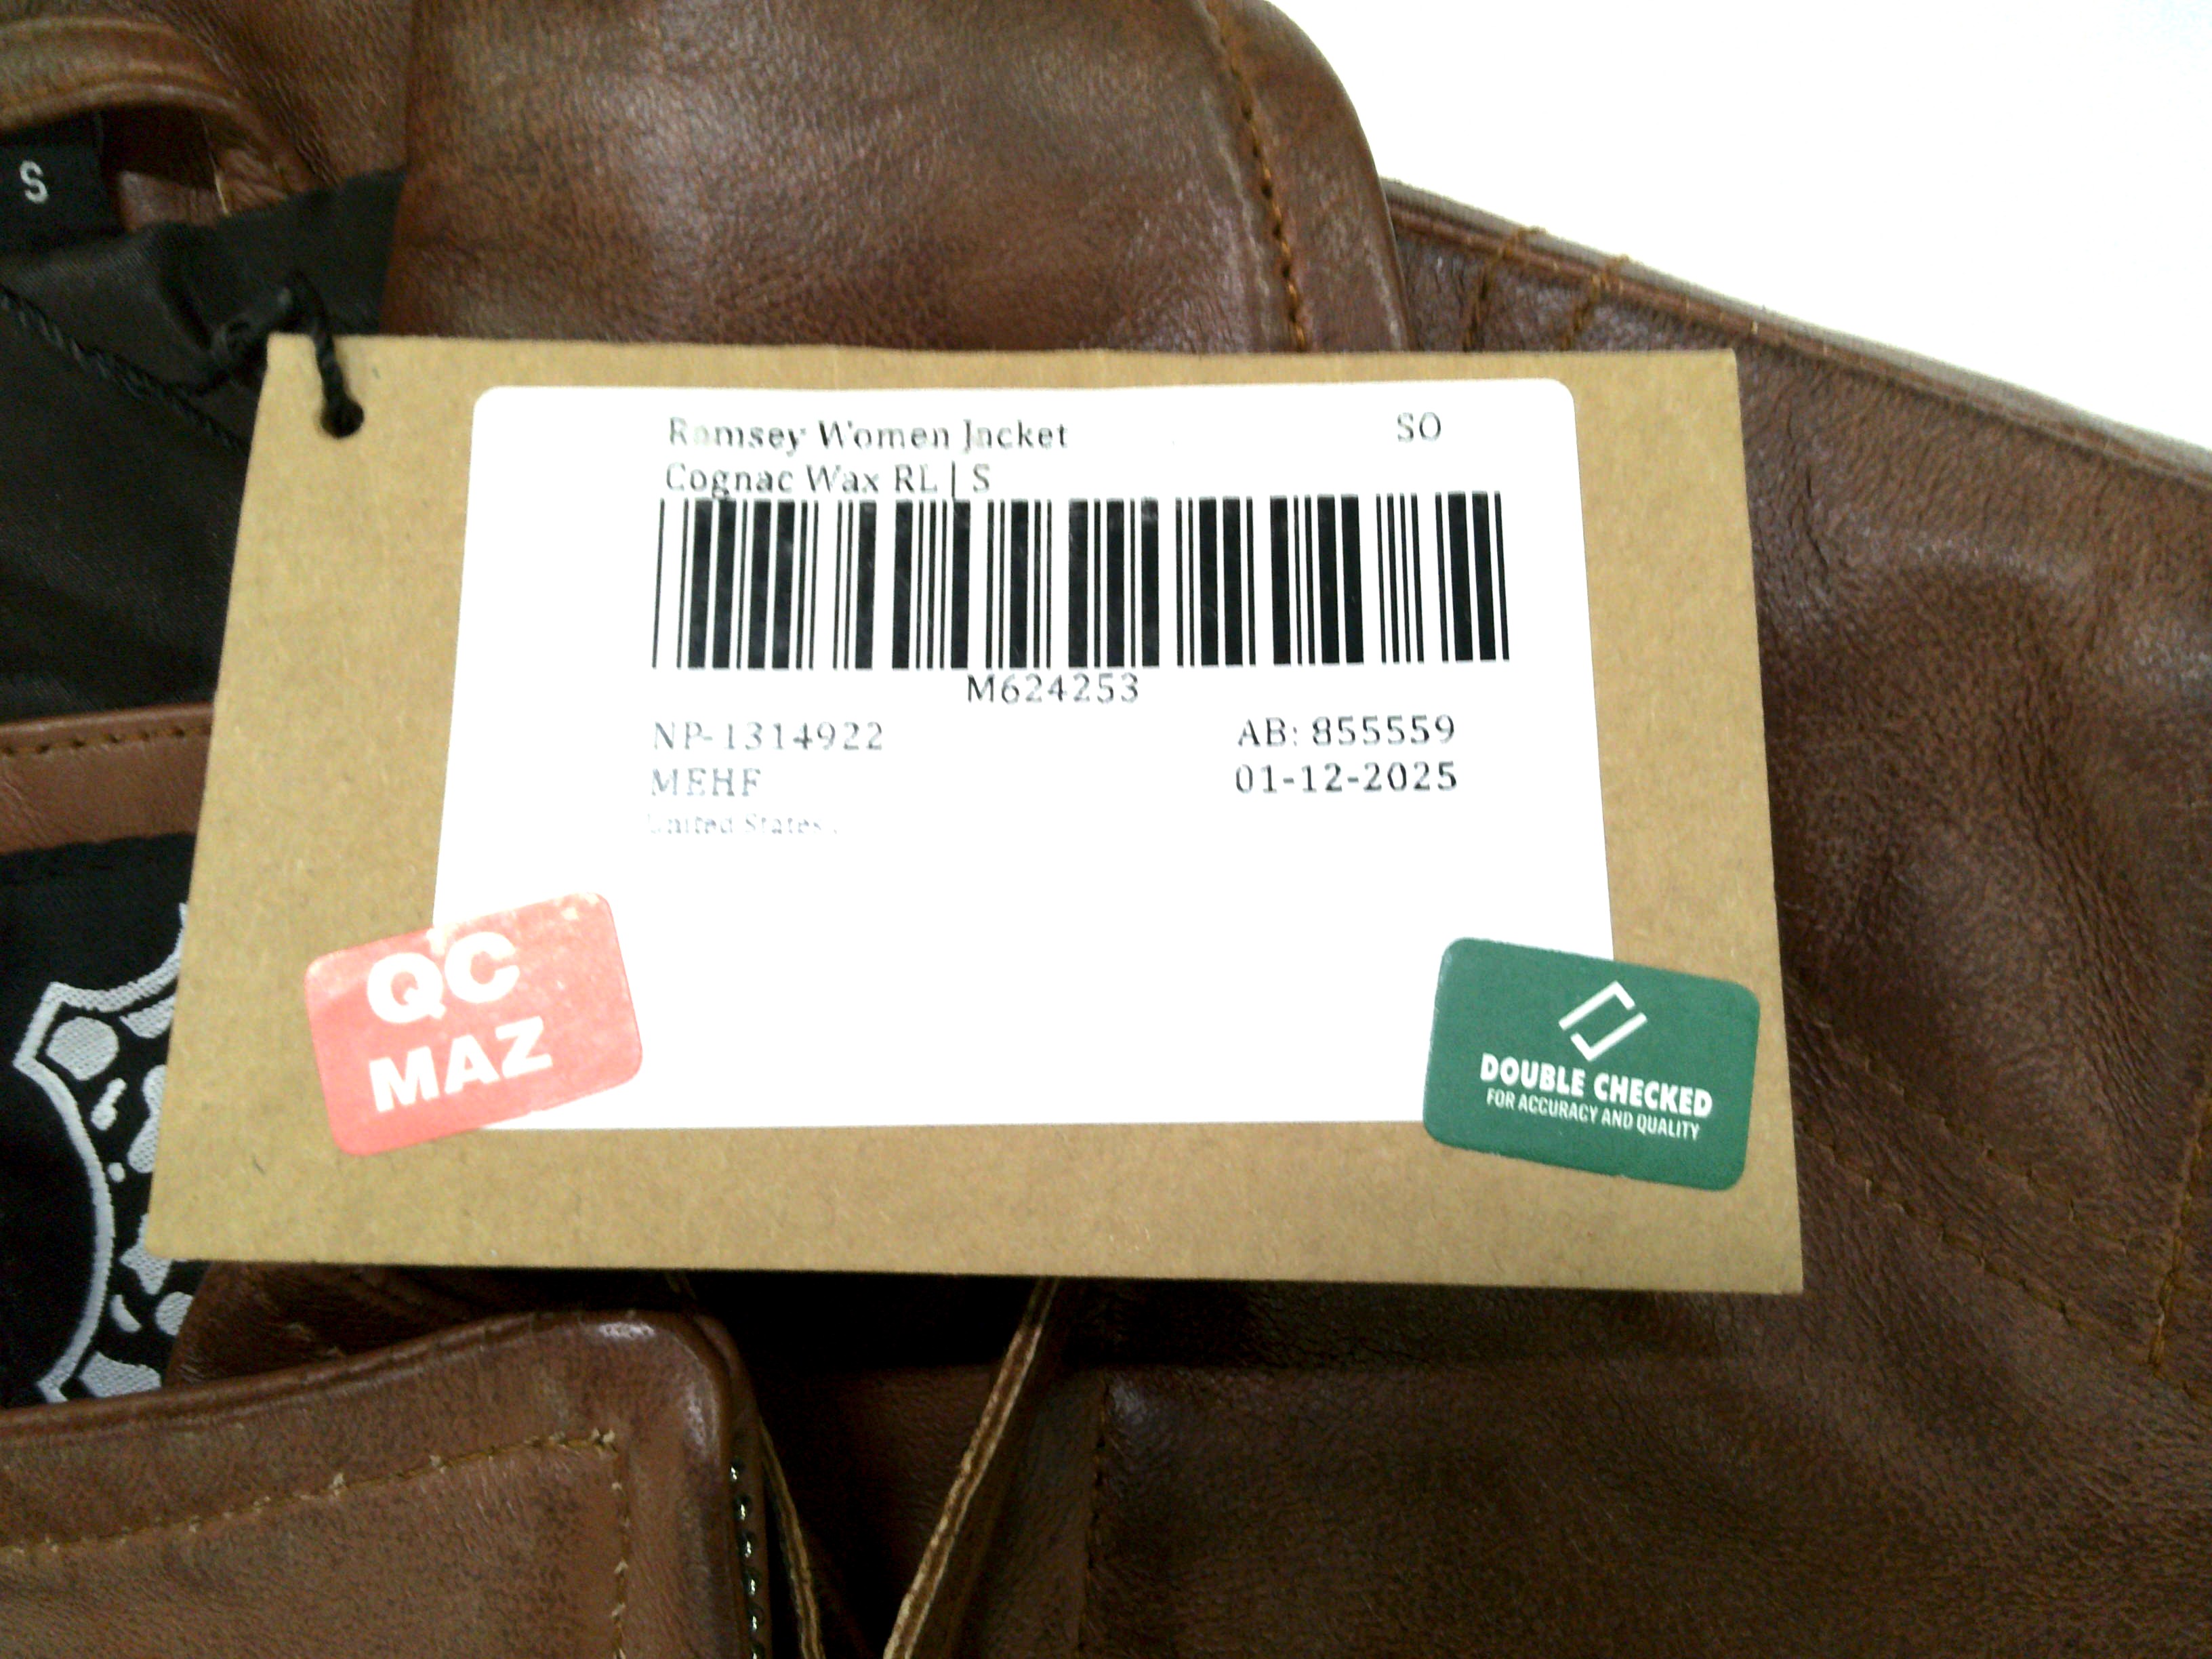 S
Ramsey Women Jacket SO
Cognac Wax RL | S
M624253
NP-1314922 AB: 855559
MEHF 01-12-2025
United States
QC
MAZ
DOUBLE CHECKED
FOR ACCURACY AND QUALITY